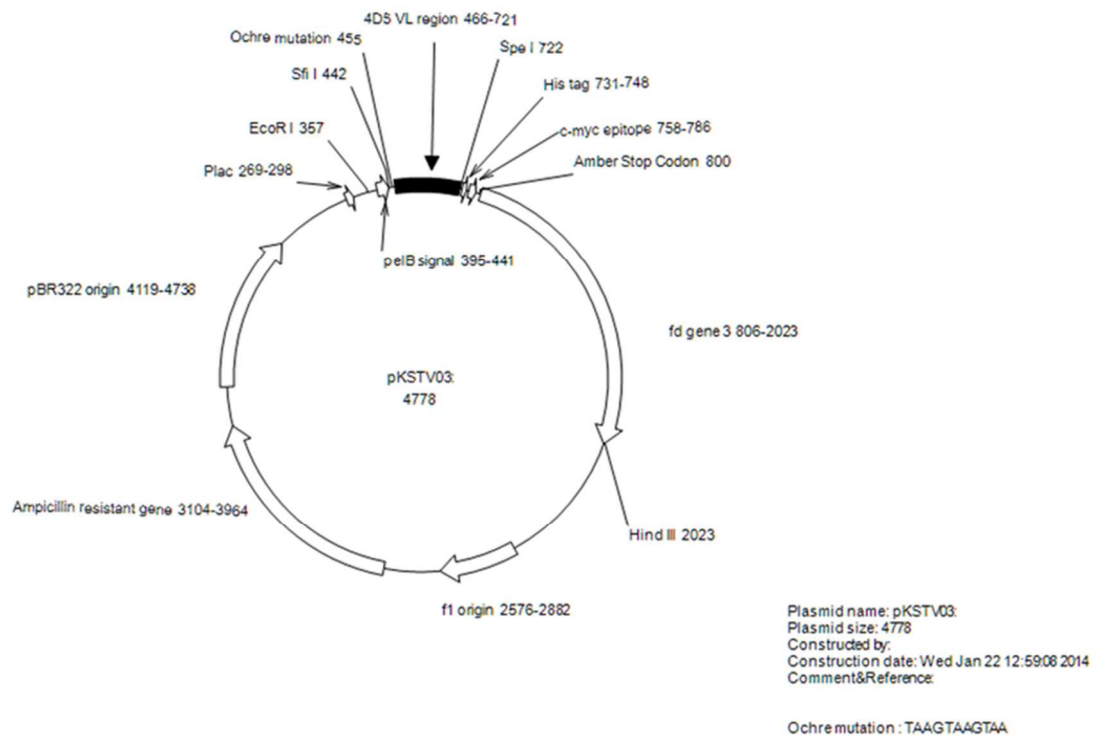 4D5 VL region 466-721
Ochre mutation 455
Spe I 722
Sfi I 442
His tag 731-748
EcoR I 357
c-myc epitope 758-786
Plac 269-298
Amber Stop Codon 800
pelB signal 395-441
pBR322 origin 4119-4738
fd gene 3 806-2023
pKSTV03:
4778
Ampicillin resistant gene 3104-3964
Hind III 2023
f1 origin 2576-2882
Plasmid name: pKSTV03:
Plasmid size: 4778
Constructed by:
Construction date: Wed Jan 22 12:59:08 2014
Comment&Reference:
Ochre mutation : TAAGTAAGTAA